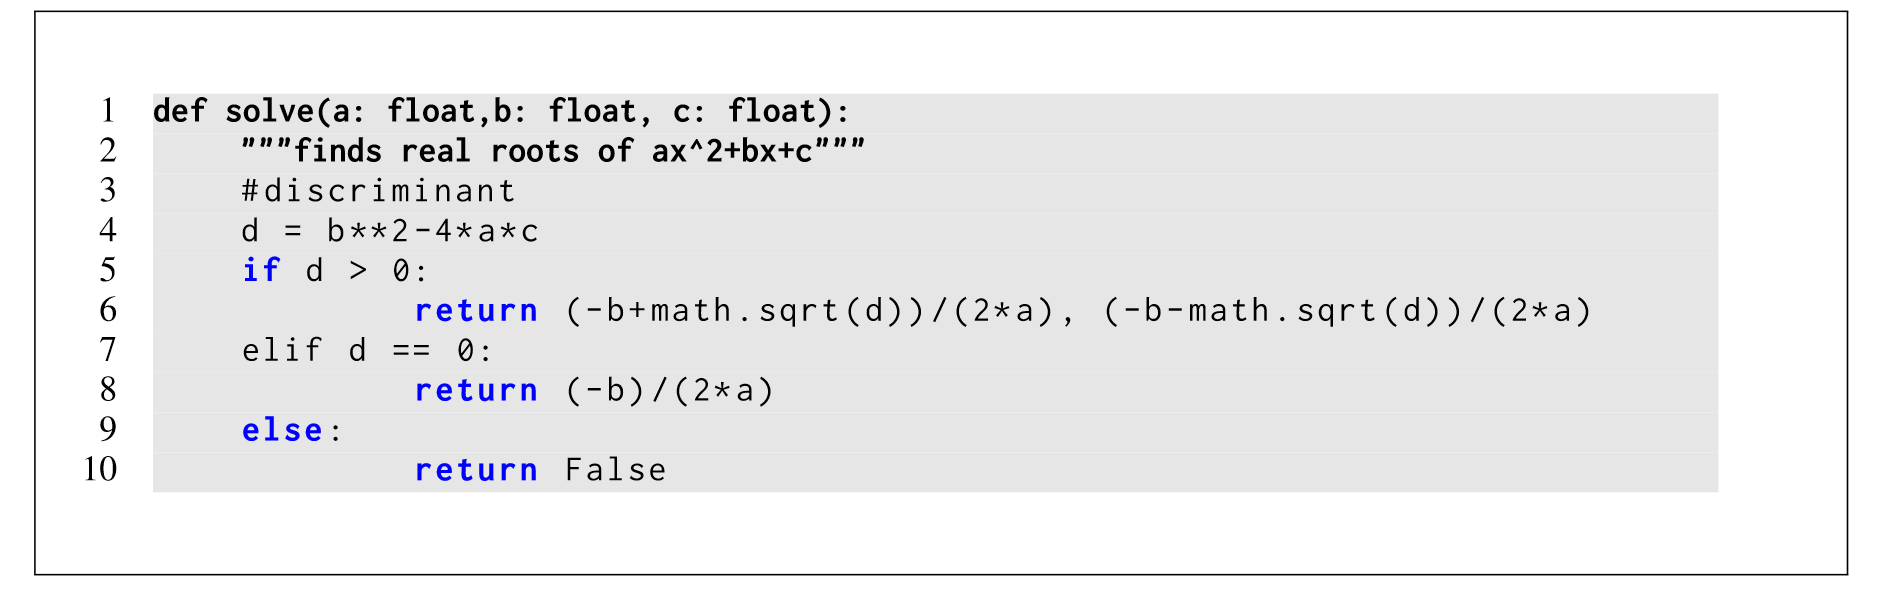 1 def solve(a: float,b: float, c: float):
2 """finds real roots of ax^2+bx+c"""
3 #discriminant
4 d = b**2-4*a*c
5 if d > 0:
6 return (-b+math.sqrt(d))/(2*a), (-b-math.sqrt(d))/(2*a)
7 elif d == 0:
8 return (-b)/(2*a)
9 else:
10 return False